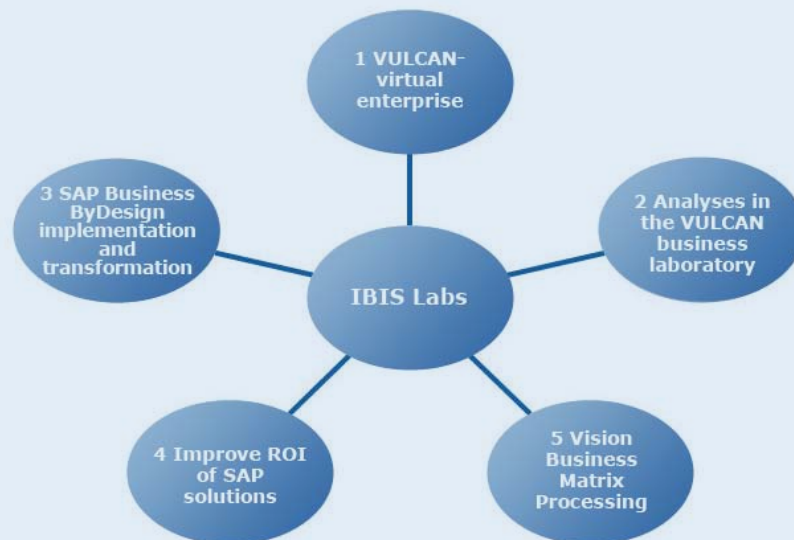 1 VULCAN-
virtual
enterprise
3 SAP Business
ByDesign
implementation
and
transformation
2 Analyses in
the VULCAN
business
laboratory
IBIS Labs
4 Improve ROI
of SAP
solutions
5 Vision
Business
Matrix
Processing